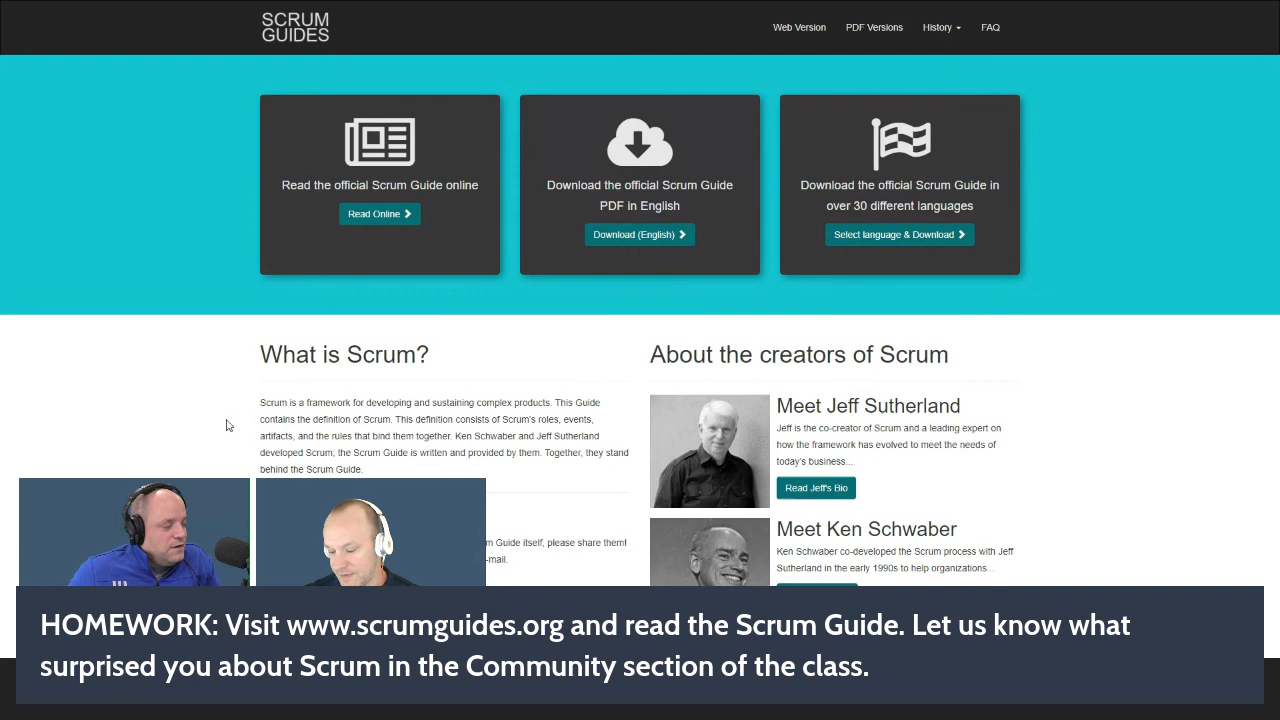 SCRUM
GUIDES
Web Version
PDF Versions
History
FAQ
Read the official Scrum Guide online
Read Online
Download the official Scrum Guide
PDF in English
Download (English)
Download the official Scrum Guide in
over 30 different languages
Select language & Download
What is Scrum?
Scrum is a framework for developing and sustaining complex products. This Guide
contains the definition of Scrum. This definition consists of Scrum's roles, events,
artifacts, and the rules that bind them together. Ken Schwaber and Jeff Sutherland
developed Scrum; the Scrum Guide is written and provided by them. Together, they stand
behind the Scrum Guide.
Guide itself, please share them!
About the creators of Scrum
Meet Jeff Sutherland
Jeff is the co-creator of Scrum and a leading expert on
how the framework has evolved to meet the needs of
today's business...
Read Jeff's Bio
Meet Ken Schwaber
Ken Schwaber co-developed the Scrum process with Jeff
Sutherland in the early 1990s to help organizations...
HOMEWORK: Visit www.scrumguides.org and read the Scrum Guide. Let us know what
surprised you about Scrum in the Community section of the class.